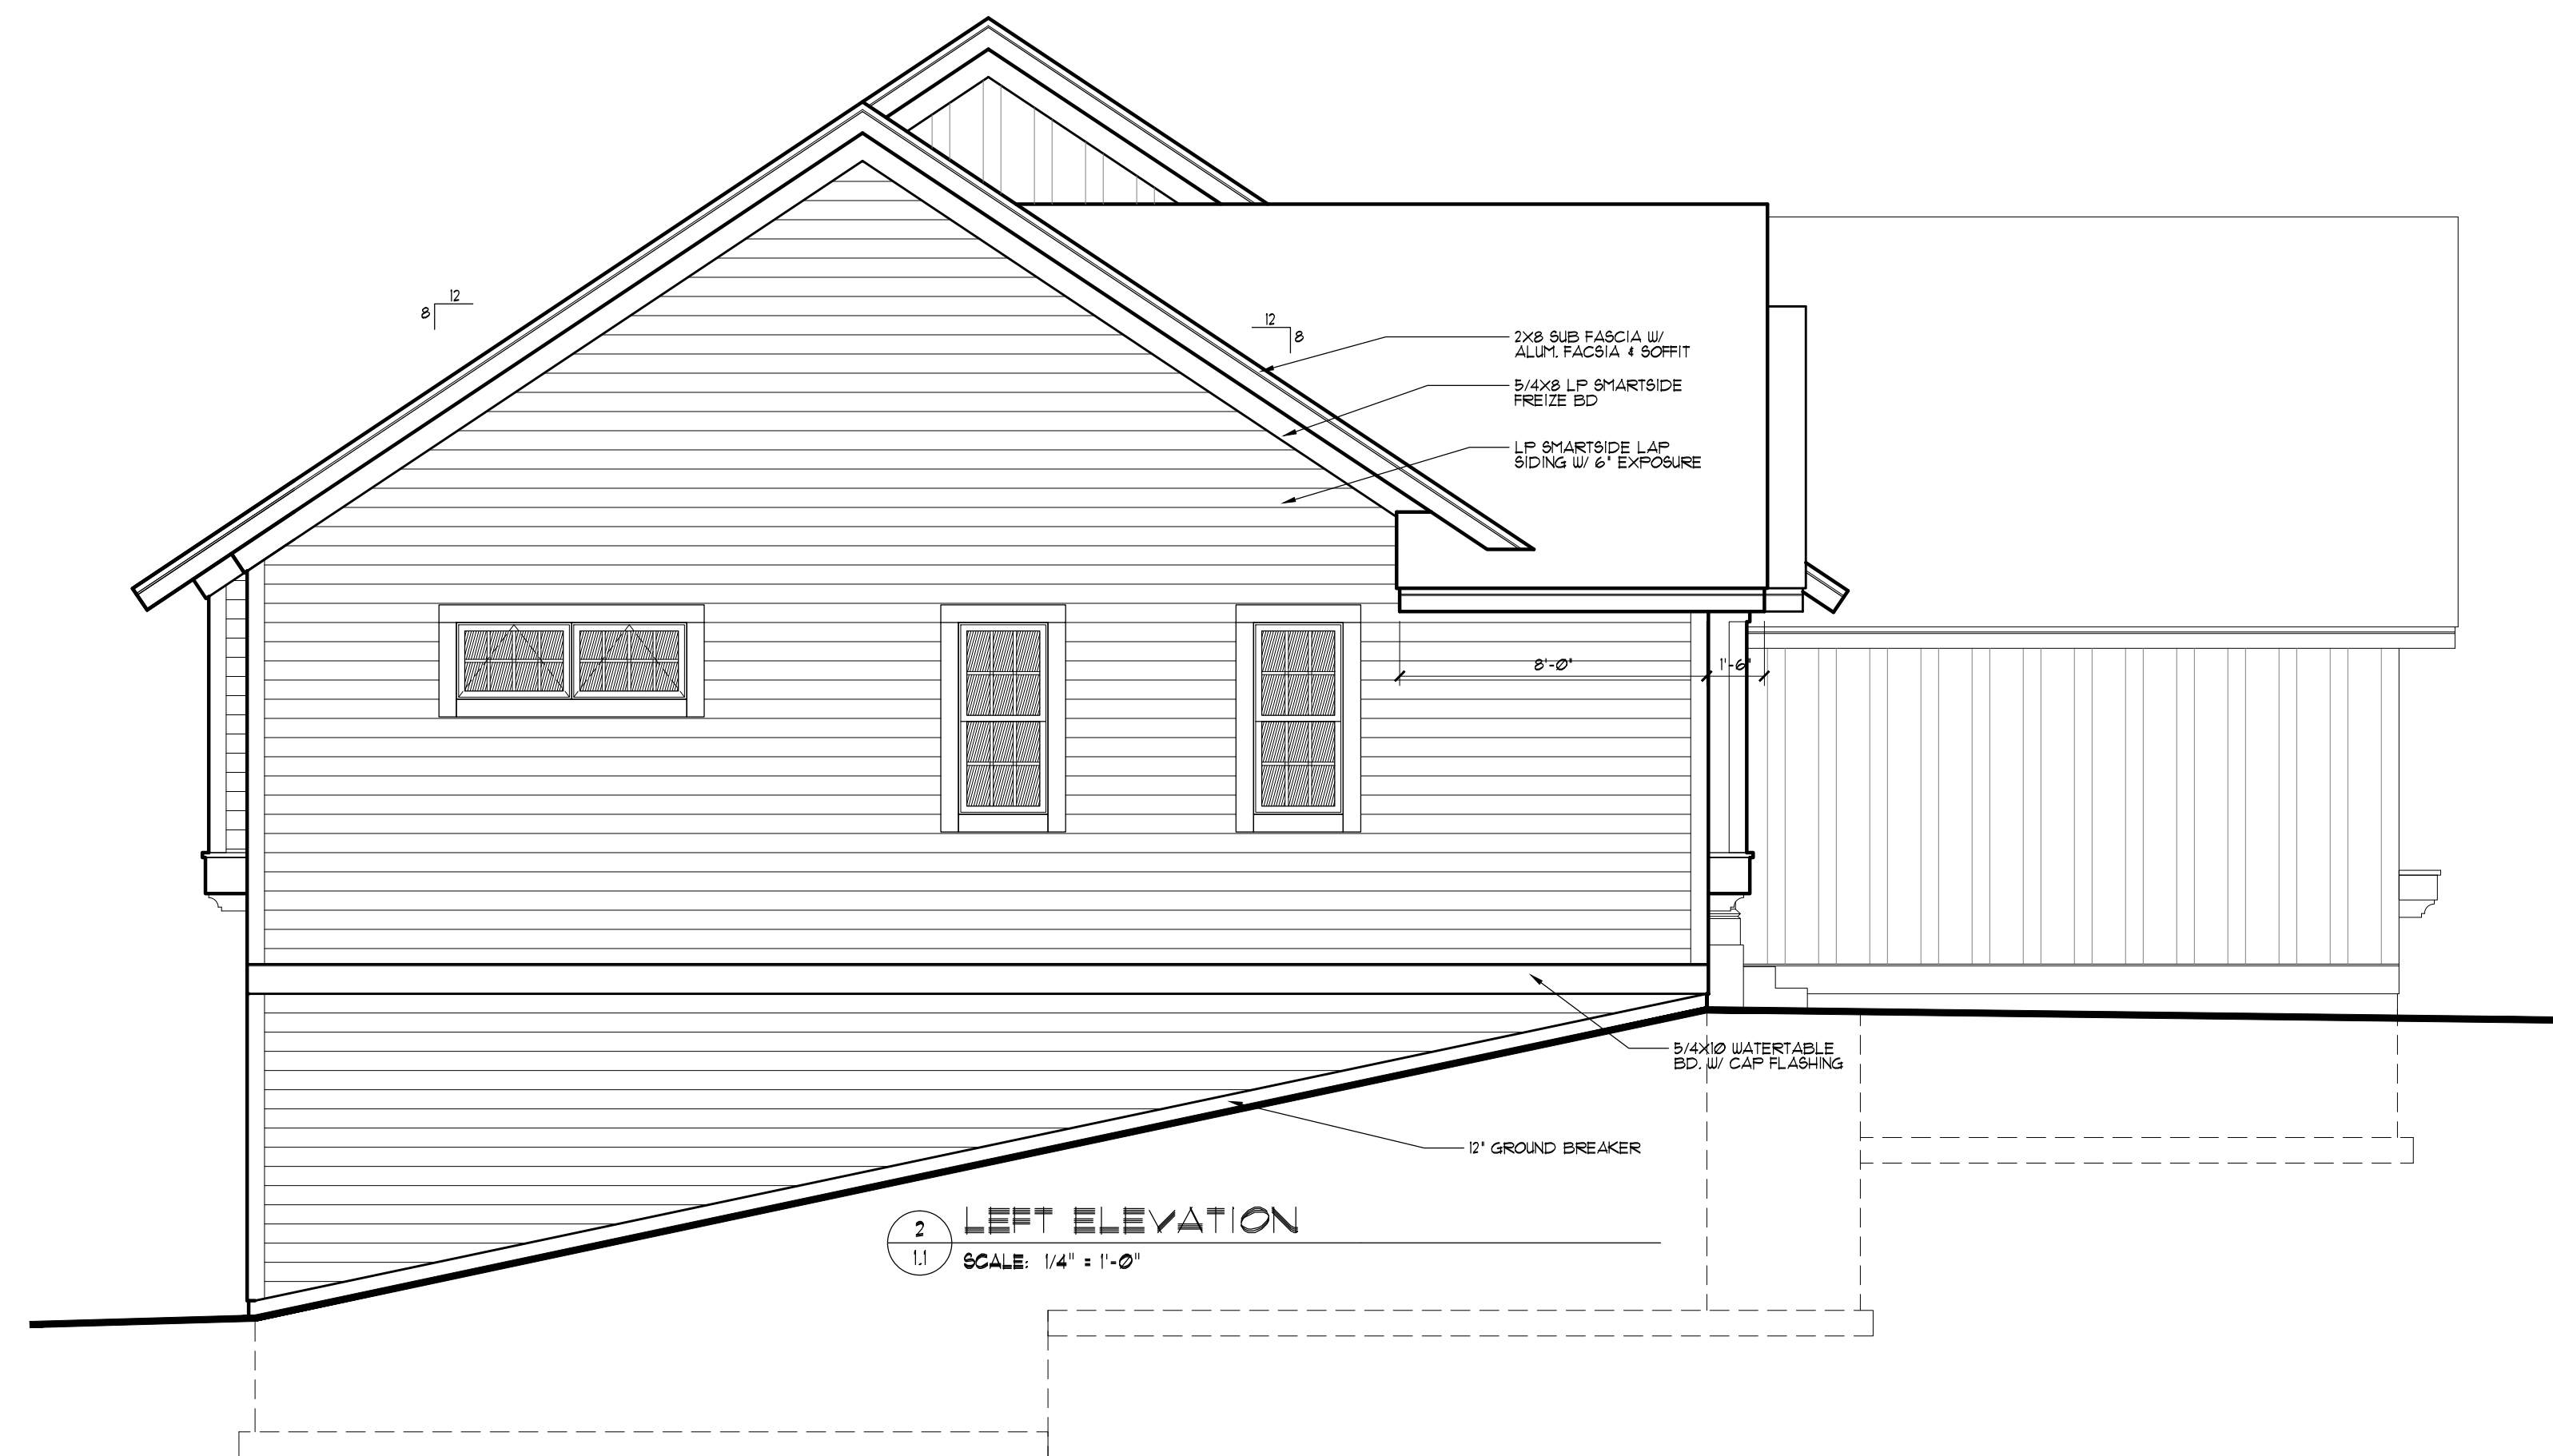 12
8
12
8
2X8 SUB FASCIA W/
ALUM. FACSIA & SOFFIT
5/4X8 LP SMARTSIDE
FREIZE BD
LP SMARTSIDE LAP
SIDING W/ 6" EXPOSURE
8'-0"
1'-6"
5/4X10 WATERTABLE
BD. W/ CAP FLASHING
12" GROUND BREAKER
2
1.1
LEFT ELEVATION
SCALE: 1/4" = 1'-0"